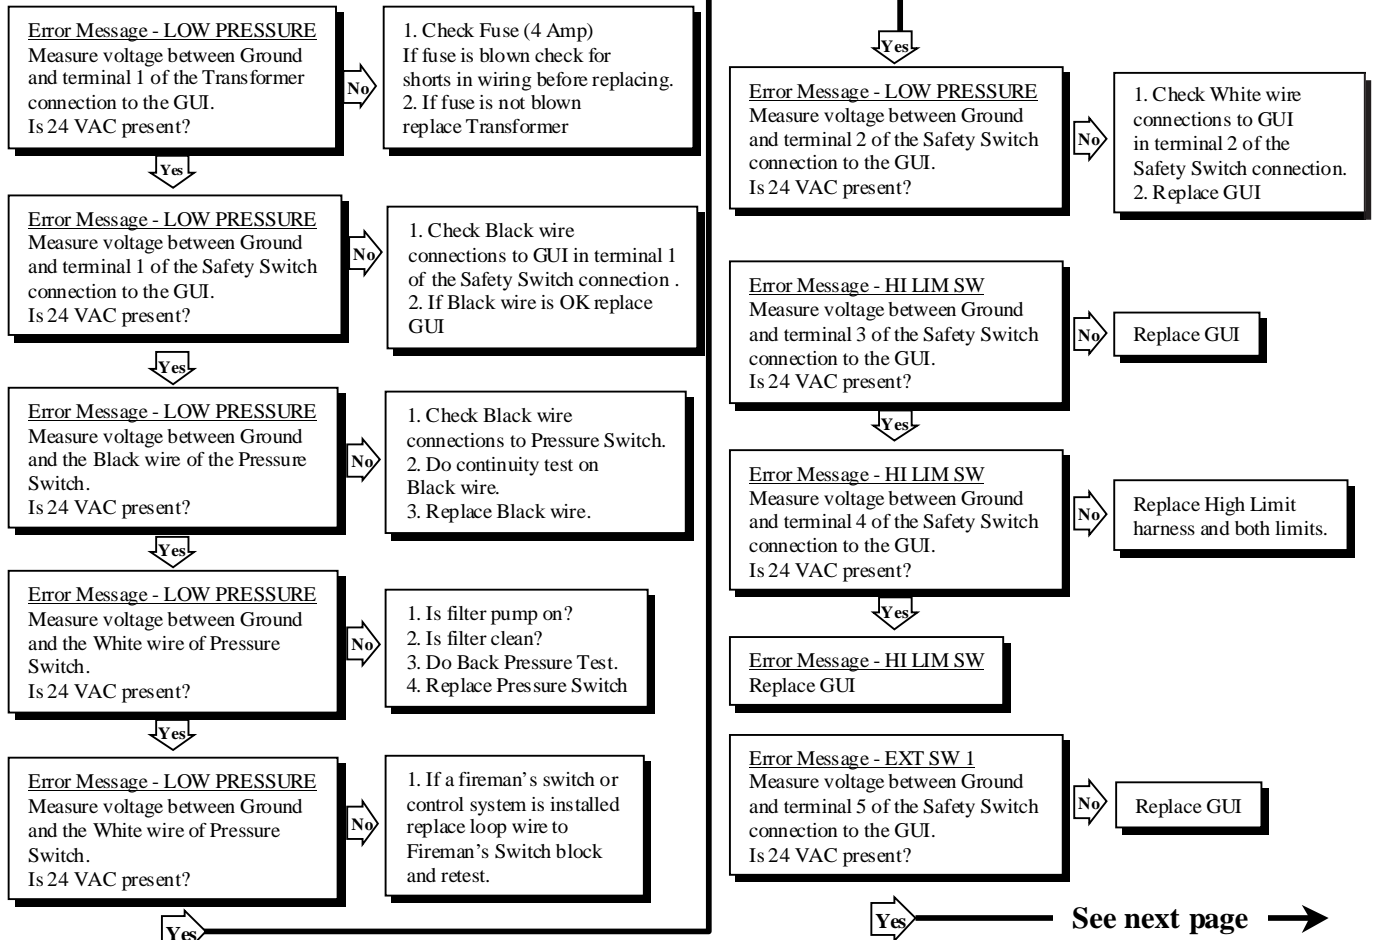 Error Message - LOW PRESSURE
Measure voltage between Ground
and terminal 1 of the Transformer
connection to the GUI.
Is 24 VAC present?
No
1. Check Fuse (4 Amp)
If fuse is blown check for
shorts in wiring before replacing.
2. If fuse is not blown
replace Transformer
Yes
Error Message - LOW PRESSURE
Measure voltage between Ground
and terminal 1 of the Safety Switch
connection to the GUI.
Is 24 VAC present?
No
1. Check Black wire
connections to GUI in terminal 1
of the Safety Switch connection .
2. If Black wire is OK replace
GUI
Yes
Error Message - LOW PRESSURE
Measure voltage between Ground
and the Black wire of the Pressure
Switch.
Is 24 VAC present?
No
1. Check Black wire
connections to Pressure Switch.
2. Do continuity test on
Black wire.
3. Replace Black wire.
Yes
Error Message - LOW PRESSURE
Measure voltage between Ground
and the White wire of Pressure
Switch.
Is 24 VAC present?
No
1. Is filter pump on?
2. Is filter clean?
3. Do Back Pressure Test.
4. Replace Pressure Switch
Yes
Error Message - LOW PRESSURE
Measure voltage between Ground
and the White wire of Pressure
Switch.
Is 24 VAC present?
No
1. If a fireman's switch or
control system is installed
replace loop wire to
Fireman's Switch block
and retest.
Yes
Yes
Error Message - LOW PRESSURE
Measure voltage between Ground
and terminal 2 of the Safety Switch
connection to the GUI.
Is 24 VAC present?
No
1. Check White wire
connections to GUI
in terminal 2 of the
Safety Switch connection.
2. Replace GUI
Error Message - HI LIM SW
Measure voltage between Ground
and terminal 3 of the Safety Switch
connection to the GUI.
Is 24 VAC present?
No
Replace GUI
Yes
Error Message - HI LIM SW
Measure voltage between Ground
and terminal 4 of the Safety Switch
connection to the GUI.
Is 24 VAC present?
No
Replace High Limit
harness and both limits.
Yes
Error Message - HI LIM SW
Replace GUI
Error Message - EXT SW 1
Measure voltage between Ground
and terminal 5 of the Safety Switch
connection to the GUI.
Is 24 VAC present?
No
Replace GUI
Yes
See next page